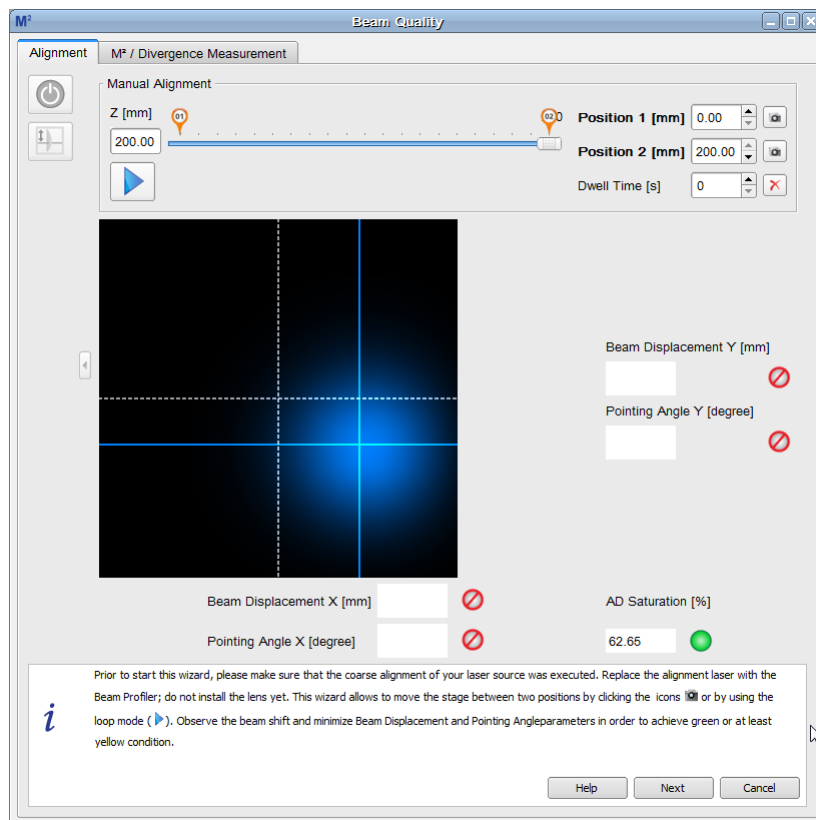 M² Beam Quality
Alignment M² / Divergence Measurement
Manual Alignment
Z [mm]
01 02 0
200.00
Position 1 [mm] 0.00
Position 2 [mm] 200.00
Dwell Time [s] 0
Beam Displacement Y [mm]
Pointing Angle Y [degree]
Beam Displacement X [mm]
AD Saturation [%]
Pointing Angle X [degree]
62.65
Prior to start this wizard, please make sure that the coarse alignment of your laser source was executed. Replace the alignment laser with the
Beam Profiler; do not install the lens yet. This wizard allows to move the stage between two positions by clicking the icons or by using the
loop mode ( ). Observe the beam shift and minimize Beam Displacement and Pointing Angleparameters in order to achieve green or at least
yellow condition.
i
Help Next Cancel